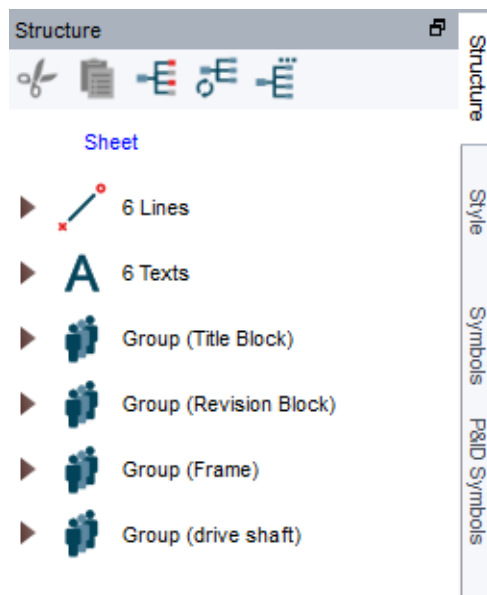 Structure
Sheet
6 Lines
6 Texts
Group (Title Block)
Group (Revision Block)
Group (Frame)
Group (drive shaft)
Structure
Style
Symbols
P&ID Symbols